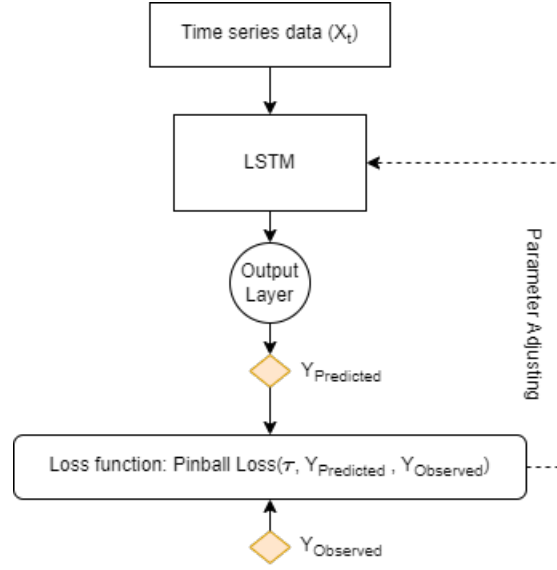 Time series data (Xt)
LSTM
Output
Layer
YPredicted
Parameter Adjusting
Loss function: Pinball Loss(τ, YPredicted , YObserved)
YObserved